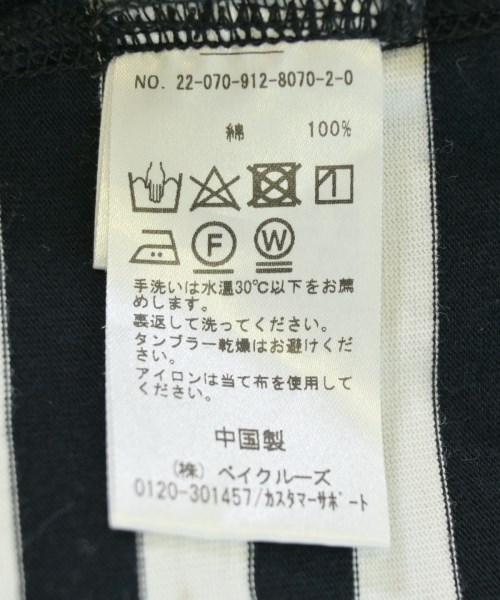 NO. 22-070-912-8070-2-0
綿 100%
F W
手洗いは水温30℃以下をお薦
めします。
裏返して洗ってください。
タンブラー乾燥はお避けくだ
さい。
アイロンは当て布を使用して
ください。
中国製
（株）ベイクルーズ
0120-301457/ｶｽﾀﾏｰｻﾎﾟｰﾄ